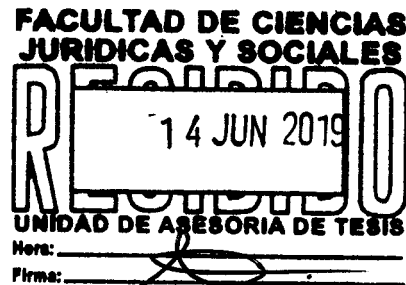 FACULTAD DE CIENCIAS
JURIDICAS Y SOCIALES
RECIBIDO
14 JUN 2019
UNIDAD DE ASESORIA DE TESIS
Hora:
Firma: